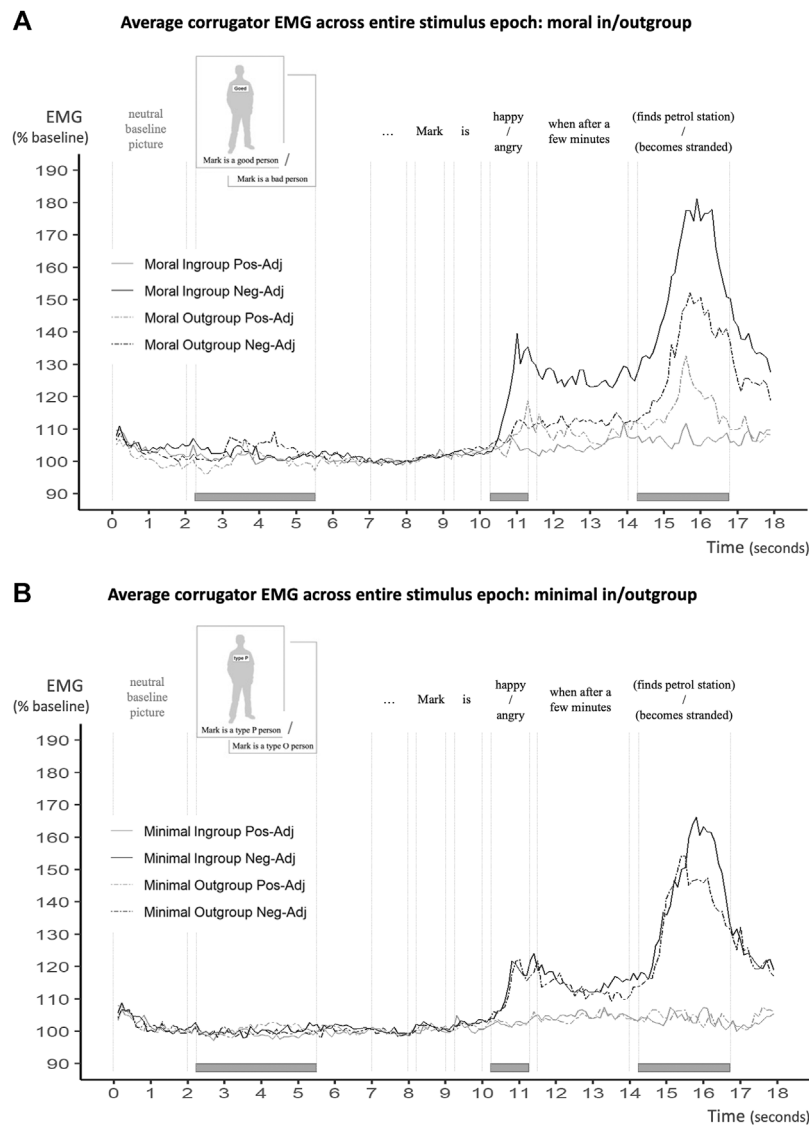 A
Average corrugator EMG across entire stimulus epoch: moral in/outgroup
EMG
(% baseline)
neutral
baseline
picture
Good
Mark is a good person /
Mark is a bad person
... Mark is
happy
/
angry
when after a
few minutes
(finds petrol station)
/
(becomes stranded)
190
180
170
160
150
140
130
120
110
100
90
Moral Ingroup Pos-Adj
Moral Ingroup Neg-Adj
Moral Outgroup Pos-Adj
Moral Outgroup Neg-Adj
0 1 2 3 4 5 6 7 8 9 10 11 12 13 14 15 16 17 18
Time (seconds)
B
Average corrugator EMG across entire stimulus epoch: minimal in/outgroup
EMG
(% baseline)
neutral
baseline
picture
type P
Mark is a type P person /
Mark is a type O person
... Mark is
happy
/
angry
when after a
few minutes
(finds petrol station)
/
(becomes stranded)
190
180
170
160
150
140
130
120
110
100
90
Minimal Ingroup Pos-Adj
Minimal Ingroup Neg-Adj
Minimal Outgroup Pos-Adj
Minimal Outgroup Neg-Adj
0 1 2 3 4 5 6 7 8 9 10 11 12 13 14 15 16 17 18
Time (seconds)